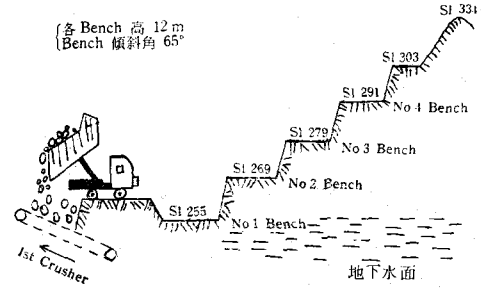 各 Bench 高 12 m
Bench 傾斜角 65°
Sl 334
Sl 303
Sl 291
No 4 Bench
Sl 279
No 3 Bench
Sl 269
No 2 Bench
Sl 255
No 1 Bench
1st Crusher
地下水面